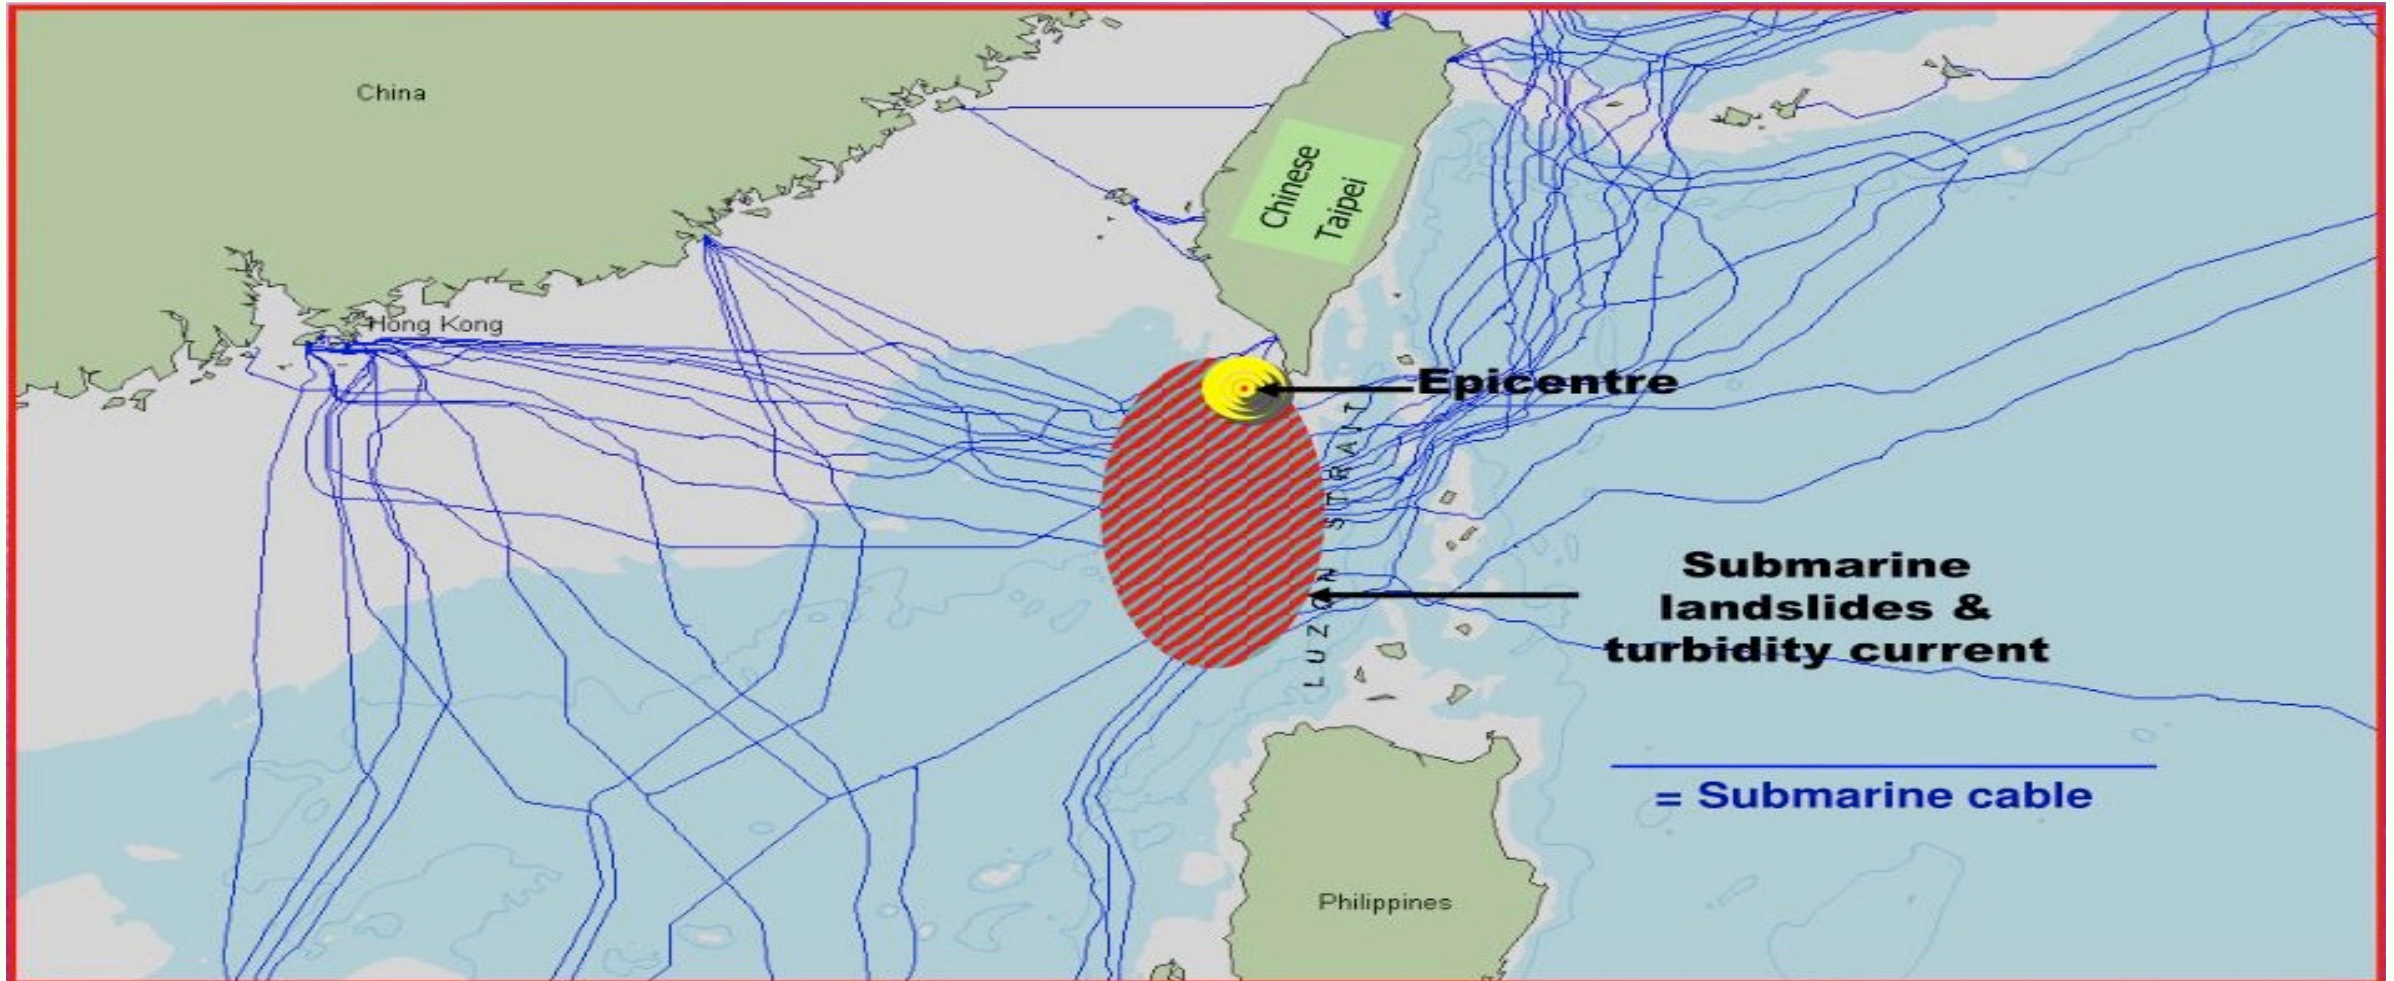 China
Chinese
Taipei
Hong Kong
Epicentre
LUZON STRAIT
Submarine
landslides &
turbidity current
= Submarine cable
Philippines